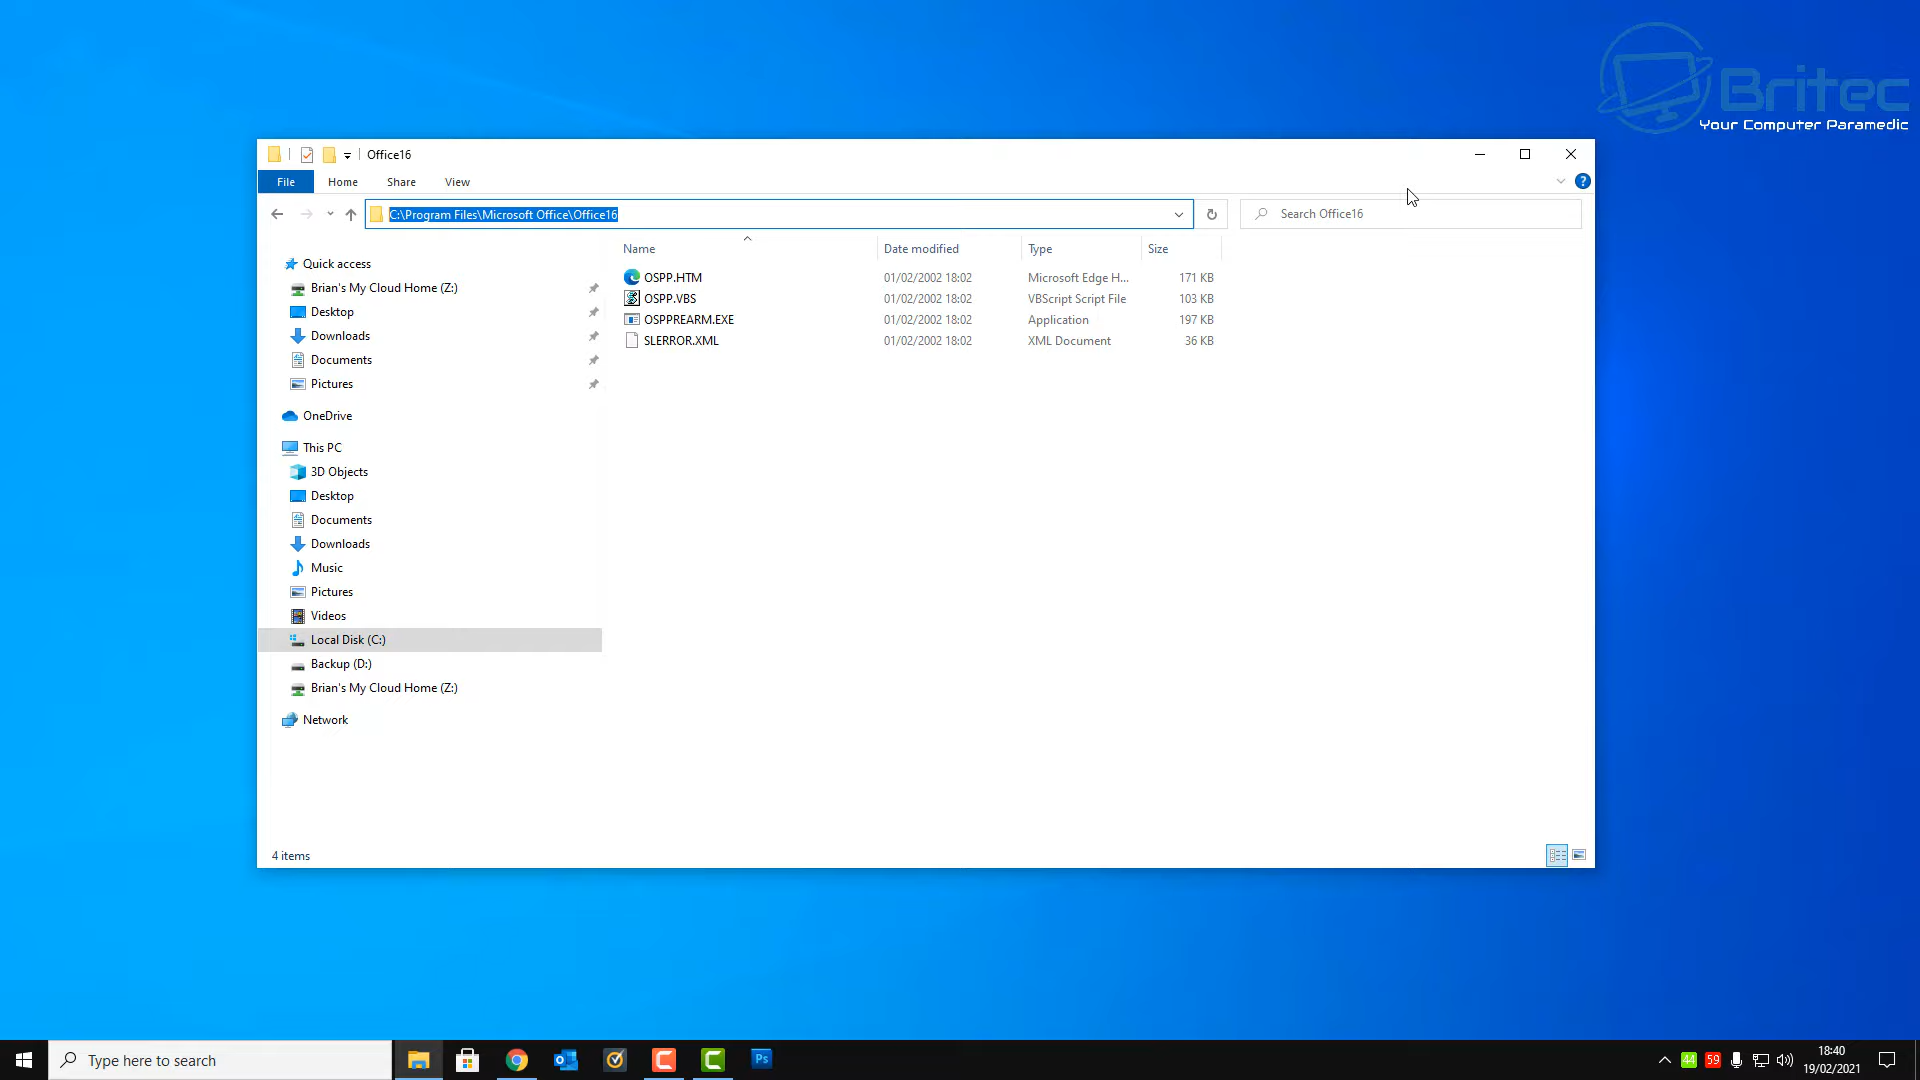 Britec
Your Computer Paramedic
Office16
File Home Share View
C:\Program Files\Microsoft Office\Office16
Search Office16
Name Date modified Type Size
OSPP.HTM 01/02/2002 18:02 Microsoft Edge H... 171 KB
OSPP.VBS 01/02/2002 18:02 VBScript Script File 103 KB
OSPPREARM.EXE 01/02/2002 18:02 Application 197 KB
SLERROR.XML 01/02/2002 18:02 XML Document 36 KB
Quick access
Brian's My Cloud Home (Z:)
Desktop
Downloads
Documents
Pictures
OneDrive
This PC
3D Objects
Desktop
Documents
Downloads
Music
Pictures
Videos
Local Disk (C:)
Backup (D:)
Brian's My Cloud Home (Z:)
Network
4 items
Type here to search
Ps
44 59
18:40
19/02/2021